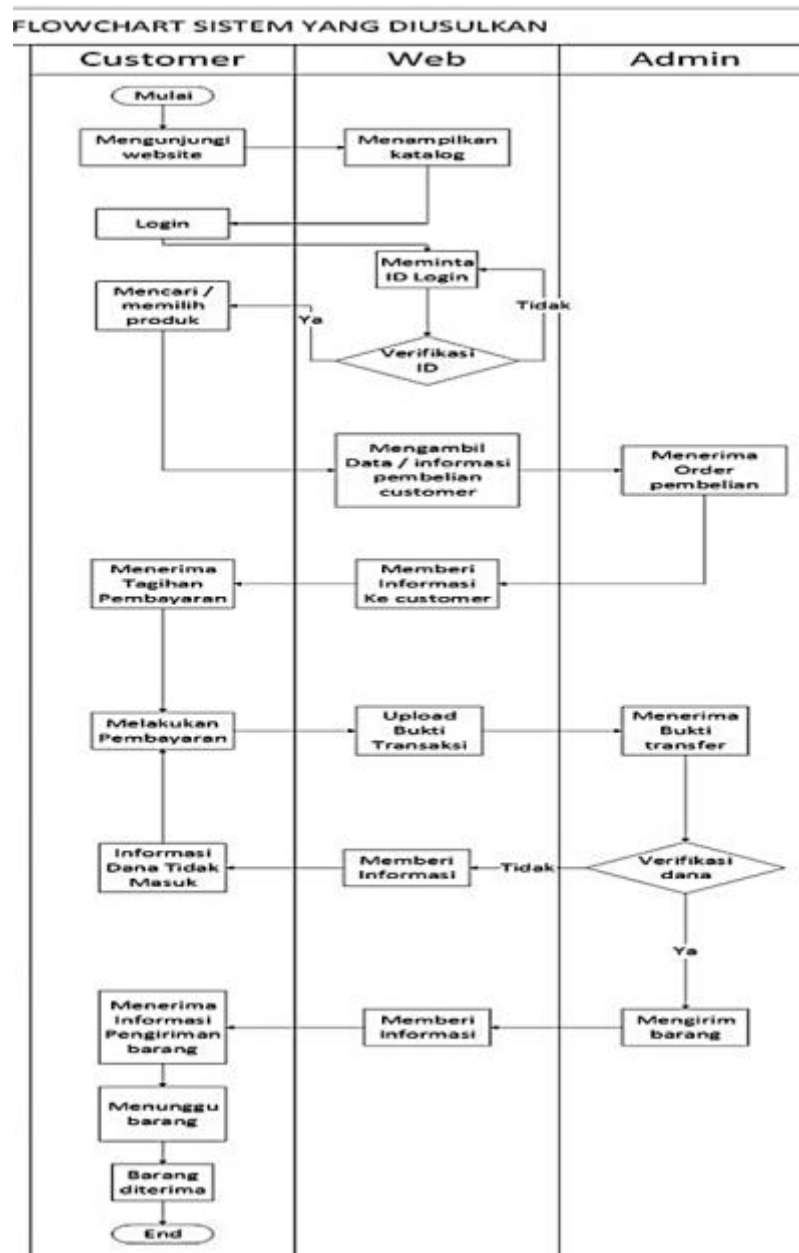 FLOWCHART SISTEM YANG DIUSULKAN
Customer
Web
Admin
Mulai
Mengunjungi
website
Menampilkan
katalog
Login
Meminta
ID Login
Mencari /
memilih
produk
Ya
Tidak
Verifikasi
ID
Mengambil
Data / informasi
pembelian
customer
Menerima
Order
pembelian
Menerima
Tagihan
Pembayaran
Memberi
Informasi
Ke customer
Melakukan
Pembayaran
Upload
Bukti
Transaksi
Menerima
Bukti
transfer
Informasi
Dana Tidak
Masuk
Memberi
Informasi
Tidak
Verifikasi
dana
Ya
Menerima
Informasi
Pengiriman
barang
Memberi
Informasi
Mengirim
barang
Menunggu
barang
Barang
diterima
End